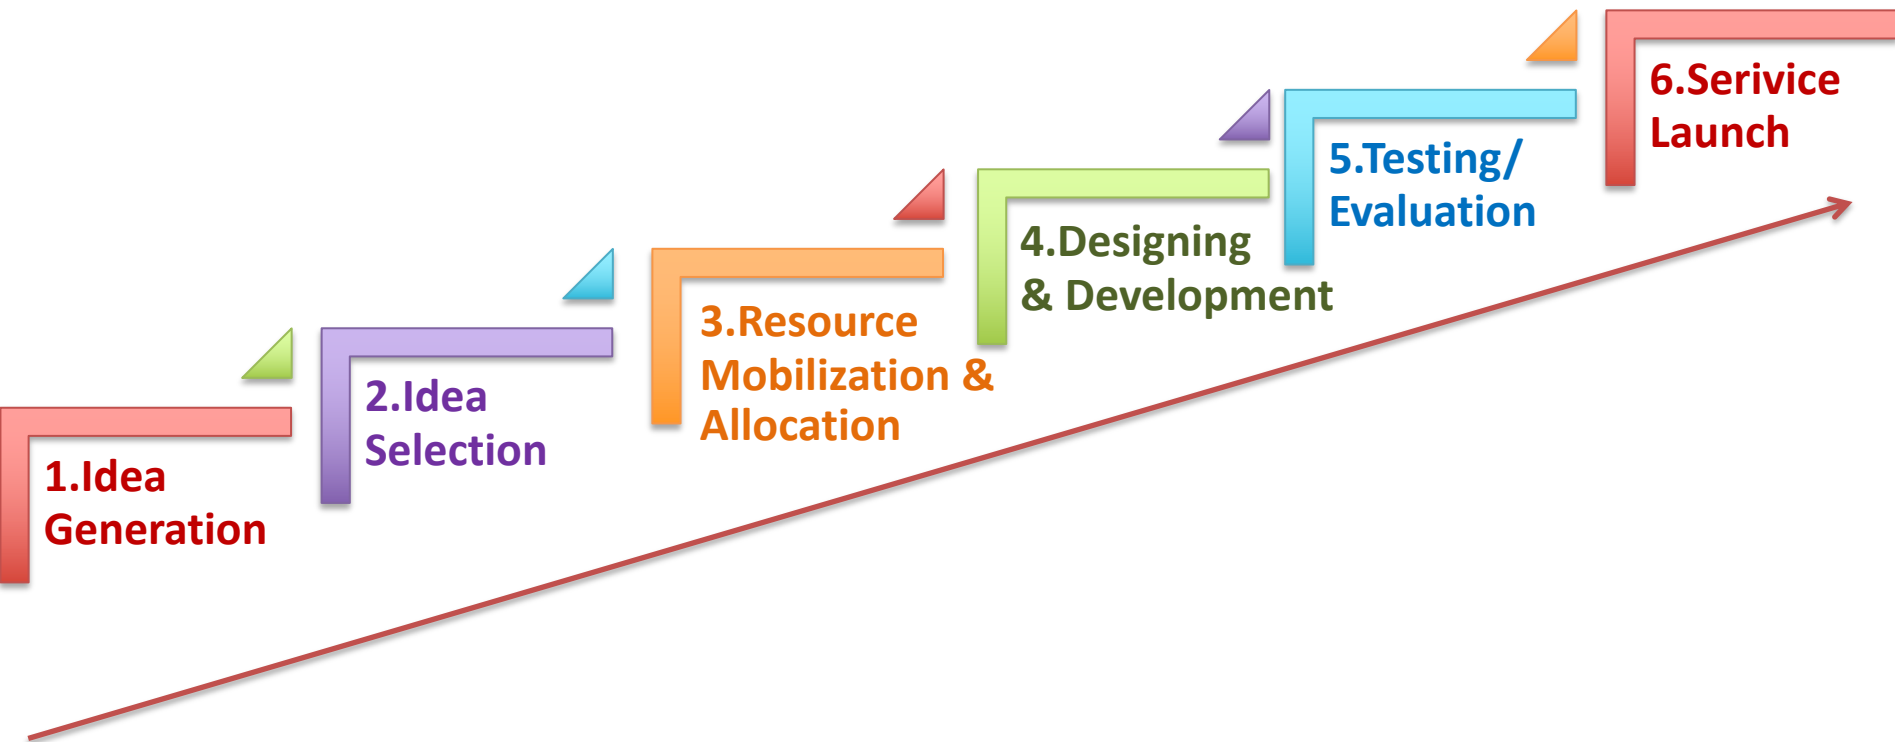 1.Idea
Generation
2.Idea
Selection
3.Resource
Mobilization &
Allocation
4.Designing
& Development
5.Testing/
Evaluation
6.Serivice
Launch